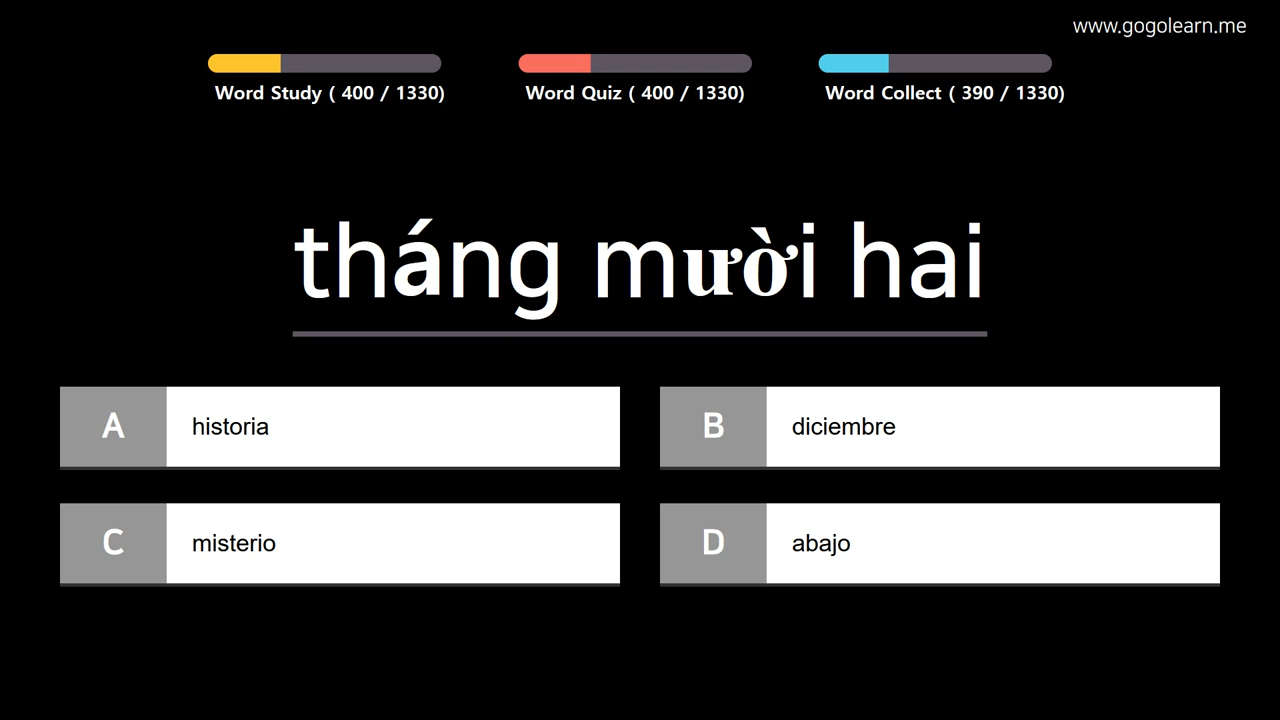 www.gogolearn.me
Word Study ( 400 / 1330)
Word Quiz ( 400 / 1330)
Word Collect ( 390 / 1330)
tháng mười hai
A historia
B diciembre
C misterio
D abajo